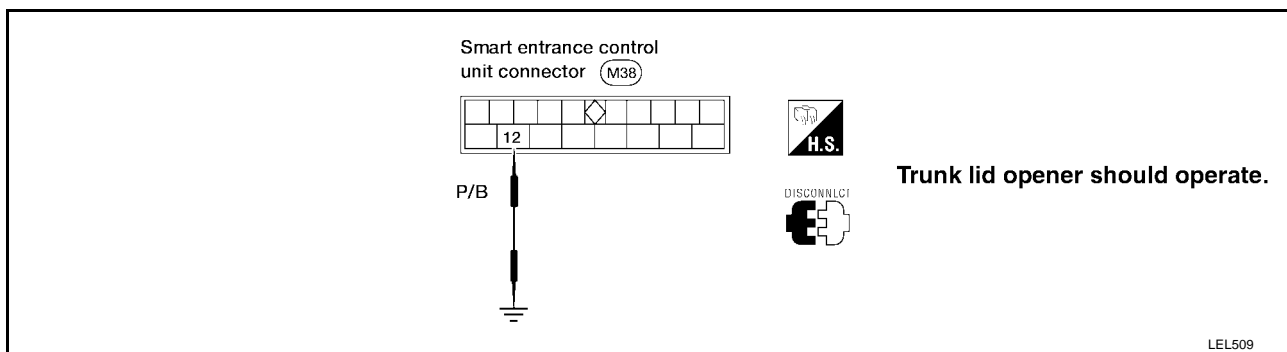 Smart entrance control
unit connector M38
12
P/B
H.S.
DISCONNECT
Trunk lid opener should operate.
LEL509